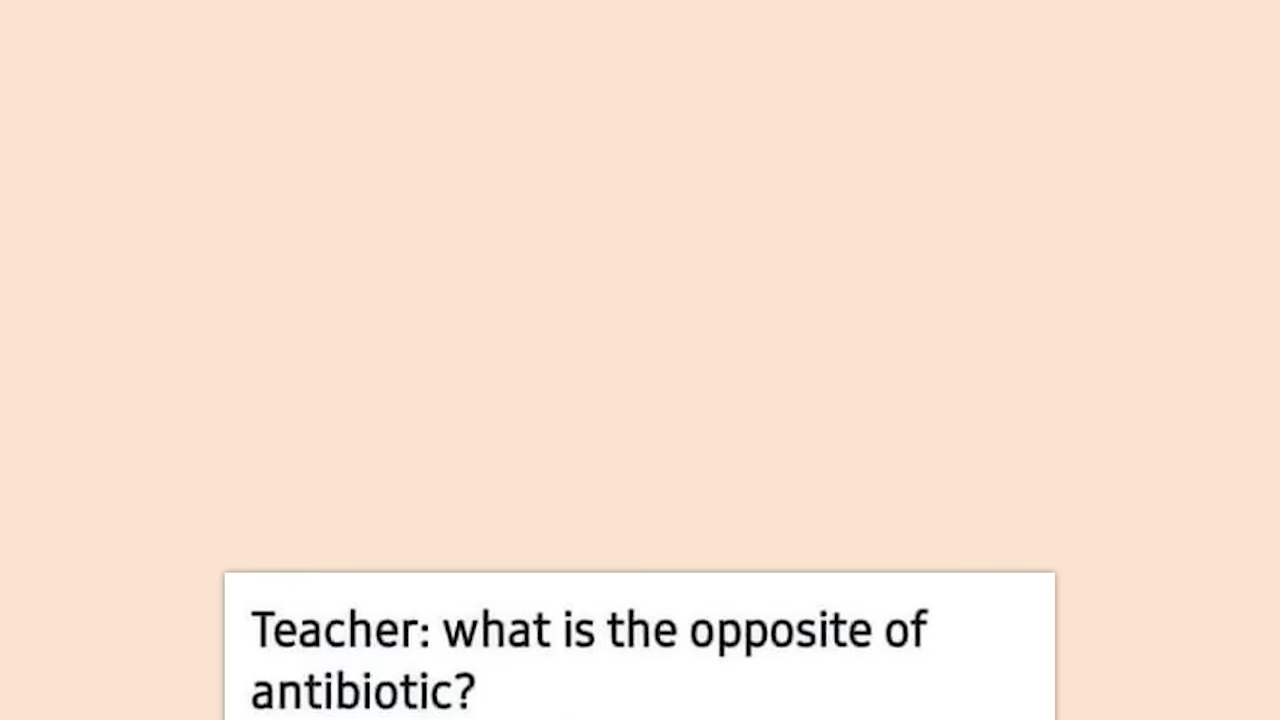 Teacher: what is the opposite of
antibiotic?